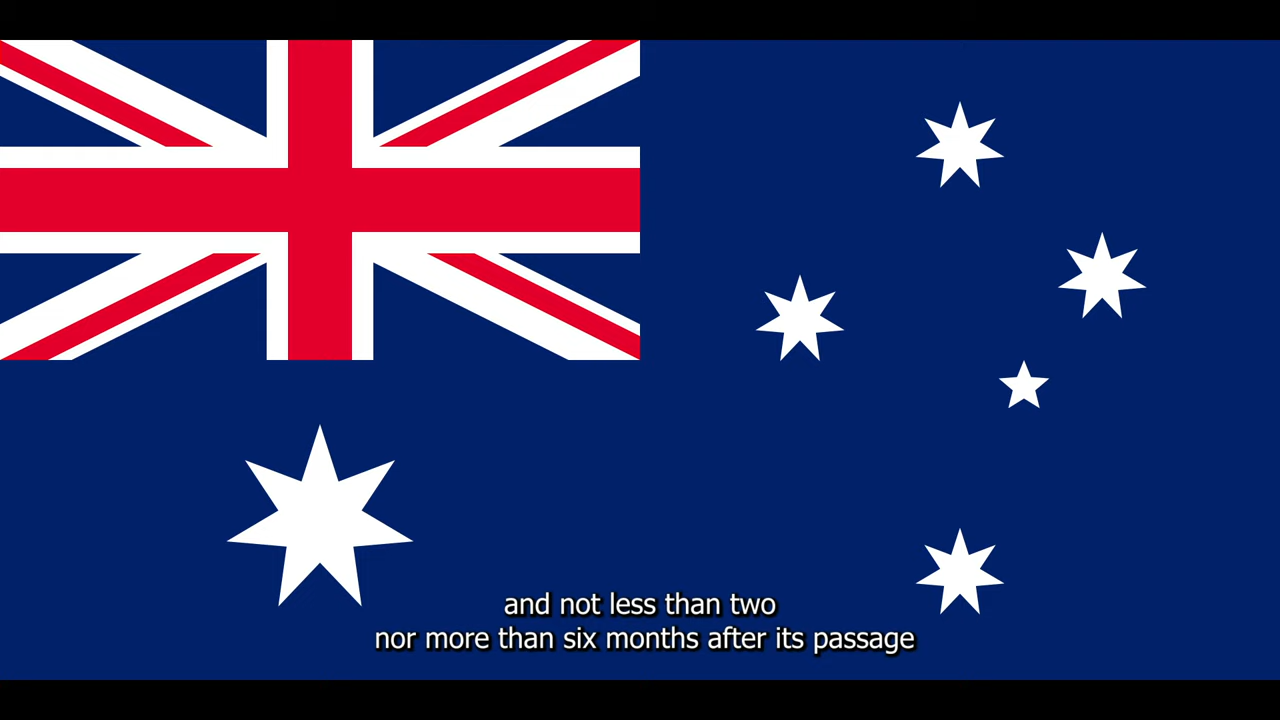 and not less than two
nor more than six months after its passage